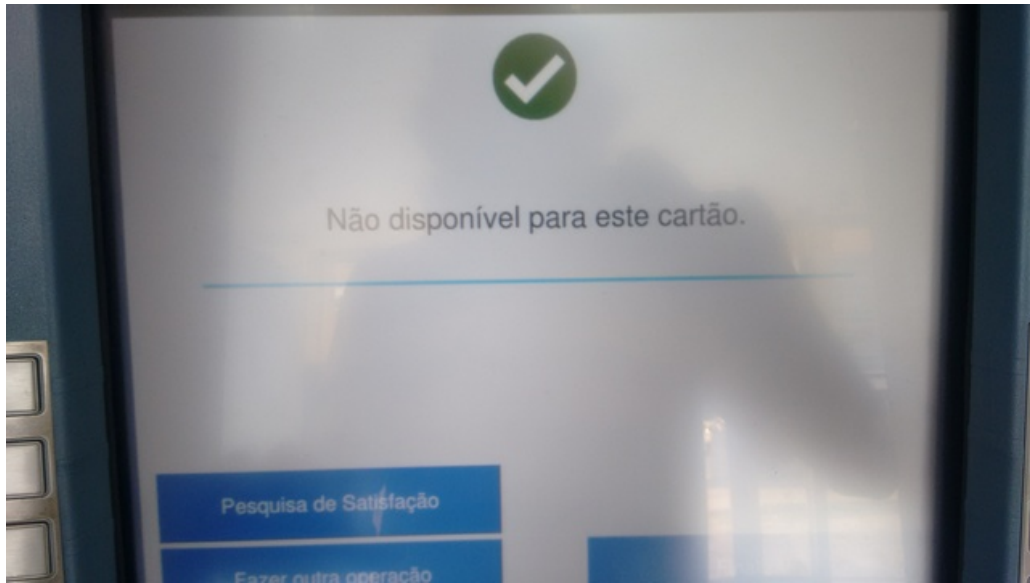 Não disponível para este cartão.
Pesquisa de Satisfação
Fazer outra operação